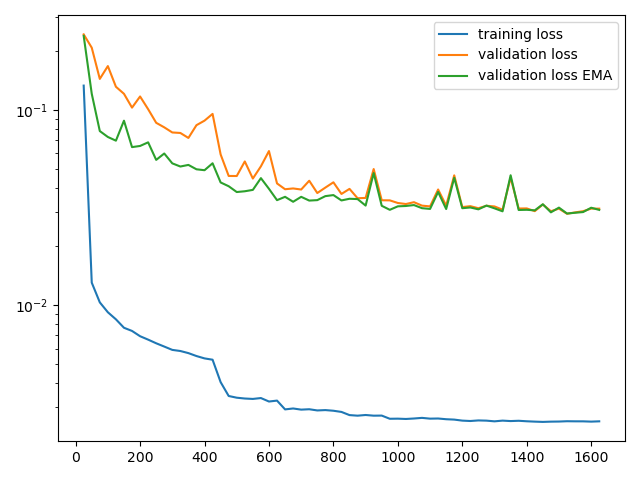 training loss
validation loss
validation loss EMA
10⁻¹
10⁻²
0 200 400 600 800 1000 1200 1400 1600